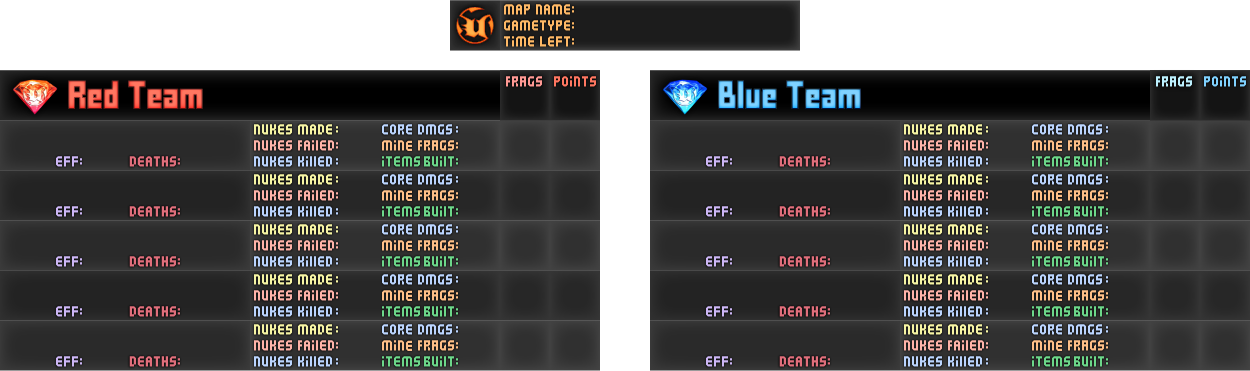 MAP NAME:
GAMETYPE:
TiME LEFT:
Red Team FRAGS POiNTS
NUKES MADE: CORE DMGS:
NUKES FAiLED: MiNE FRAGS:
EFF: DEATHS: NUKES KiLLED: iTEMS BUiLT:
NUKES MADE: CORE DMGS:
NUKES FAiLED: MiNE FRAGS:
EFF: DEATHS: NUKES KiLLED: iTEMS BUiLT:
NUKES MADE: CORE DMGS:
NUKES FAiLED: MiNE FRAGS:
EFF: DEATHS: NUKES KiLLED: iTEMS BUiLT:
NUKES MADE: CORE DMGS:
NUKES FAiLED: MiNE FRAGS:
EFF: DEATHS: NUKES KiLLED: iTEMS BUiLT:
NUKES MADE: CORE DMGS:
NUKES FAiLED: MiNE FRAGS:
EFF: DEATHS: NUKES KiLLED: iTEMS BUiLT:
Blue Team FRAGS POiNTS
NUKES MADE: CORE DMGS:
NUKES FAiLED: MiNE FRAGS:
EFF: DEATHS: NUKES KiLLED: iTEMS BUiLT:
NUKES MADE: CORE DMGS:
NUKES FAiLED: MiNE FRAGS:
EFF: DEATHS: NUKES KiLLED: iTEMS BUiLT:
NUKES MADE: CORE DMGS:
NUKES FAiLED: MiNE FRAGS:
EFF: DEATHS: NUKES KiLLED: iTEMS BUiLT:
NUKES MADE: CORE DMGS:
NUKES FAiLED: MiNE FRAGS:
EFF: DEATHS: NUKES KiLLED: iTEMS BUiLT:
NUKES MADE: CORE DMGS:
NUKES FAiLED: MiNE FRAGS:
EFF: DEATHS: NUKES KiLLED: iTEMS BUiLT: